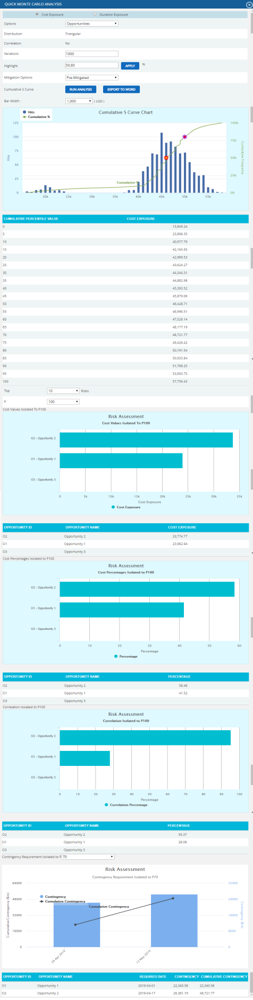 QUICK MONTE CARLO ANALYSIS
Cost Exposure Duration Exposure
Options Opportunities
Distribution Triangular
Correlation No
Iterations 1000
Highlight 50,80 APPLY %
Mitigation Options Pre-Mitigated
Cumulative S Curve RUN ANALYSIS EXPORT TO WORD
Bar Width : 1,000 ( USD )
Hits
Cumulative %
Cumulative S Curve Chart
125 100%
100
75 75%
50 50%
25 25%
0 0%
Hits
Cumulative Frequency
Cumulative %
20k 25k 30k 35k 40k 45k 50k 55k
CUMULATIVE PERCENTILE VALUE COST EXPOSURE
0 15,849.24
5 23,896.35
10 40,977.79
15 42,165.65
20 42,989.53
25 43,624.27
30 44,344.31
35 44,882.98
40 45,393.52
45 45,879.06
50 46,428.71
55 46,996.51
60 47,529.14
65 48,177.19
70 48,721.77
75 49,426.42
80 50,191.54
85 50,933.84
90 51,768.25
95 53,693.75
100 57,756.43
Top 10 Risks
P 100
Cost Values Isolated To P100
Risk Assessment
Cost Values Isolated To P100
O2 - Opportunity 2
O1 - Opportunity 1
O3 - Opportunity 3
0 5k 10k 15k 20k 25k 30k 35k
Cost Exposure
Cost Exposure
OPPORTUNITY ID OPPORTUNITY NAME COST EXPOSURE
O2 Opportunity 2 33,774.77
O1 Opportunity 1 23,982.94
O3 Opportunity 3
Cost Percentages Isolated to P100
Risk Assessment
Cost Percentages Isolated to P100
O2 - Opportunity 2
O1 - Opportunity 1
O3 - Opportunity 3
0 10 20 30 40 50 60
Percentage
Percentage
OPPORTUNITY ID OPPORTUNITY NAME PERCENTAGE
O2 Opportunity 2 58.48
O1 Opportunity 1 41.52
O3 Opportunity 3
Correlation Isolated to P100
Risk Assessment
Correlation Isolated to P100
O2 - Opportunity 2
O1 - Opportunity 1
O3 - Opportunity 3
0 10 20 30 40 50 60 70 80 90 100
Percentage
Correlation Percentage
OPPORTUNITY ID OPPORTUNITY NAME PERCENTAGE
O2 Opportunity 2 95.37
O1 Opportunity 1 28.08
O3 Opportunity 3
Contingency Requirement Isolated to P 70
Risk Assessment
Contingency Requirement Isolated to P70
64000 32000
48000 24000
32000 16000
16000 8000
0 0
Cumulative Contingency ($m)
Contingency ($m)
Contingency
Cumulative Contingency
Cumulative Contingency
29 Apr 2019 13 May 2019
OPPORTUNITY ID OPPORTUNITY NAME REQUIRED DATE CONTINGENCY CUMULATIVE CONTINGENCY
O1 Opportunity 1 2019-04-01 22,340.58 22,340.58
O2 Opportunity 2 2019-04-17 26,381.19 48,721.77